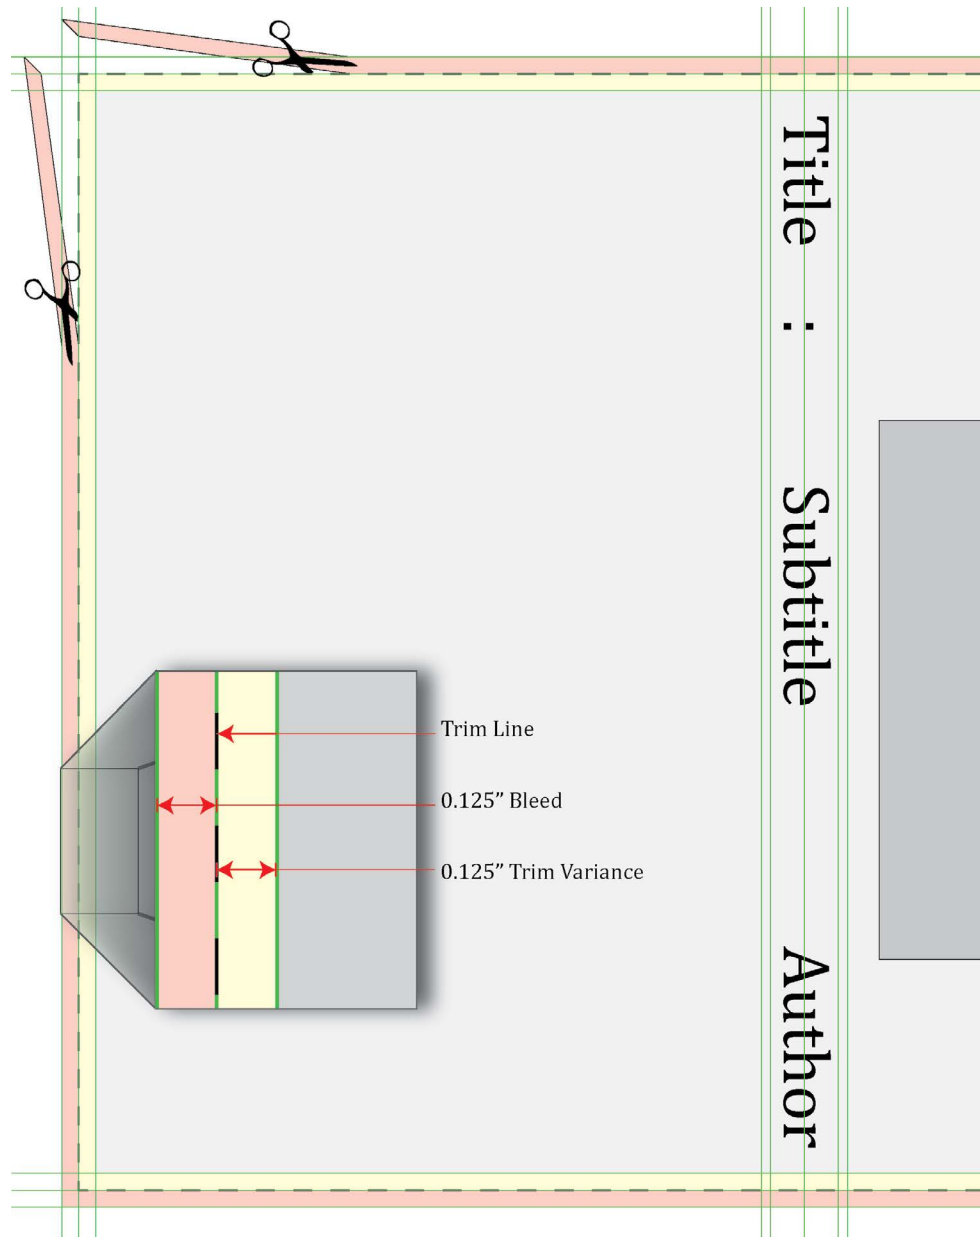 Title : Subtitle Author
Trim Line
0.125” Bleed
0.125” Trim Variance